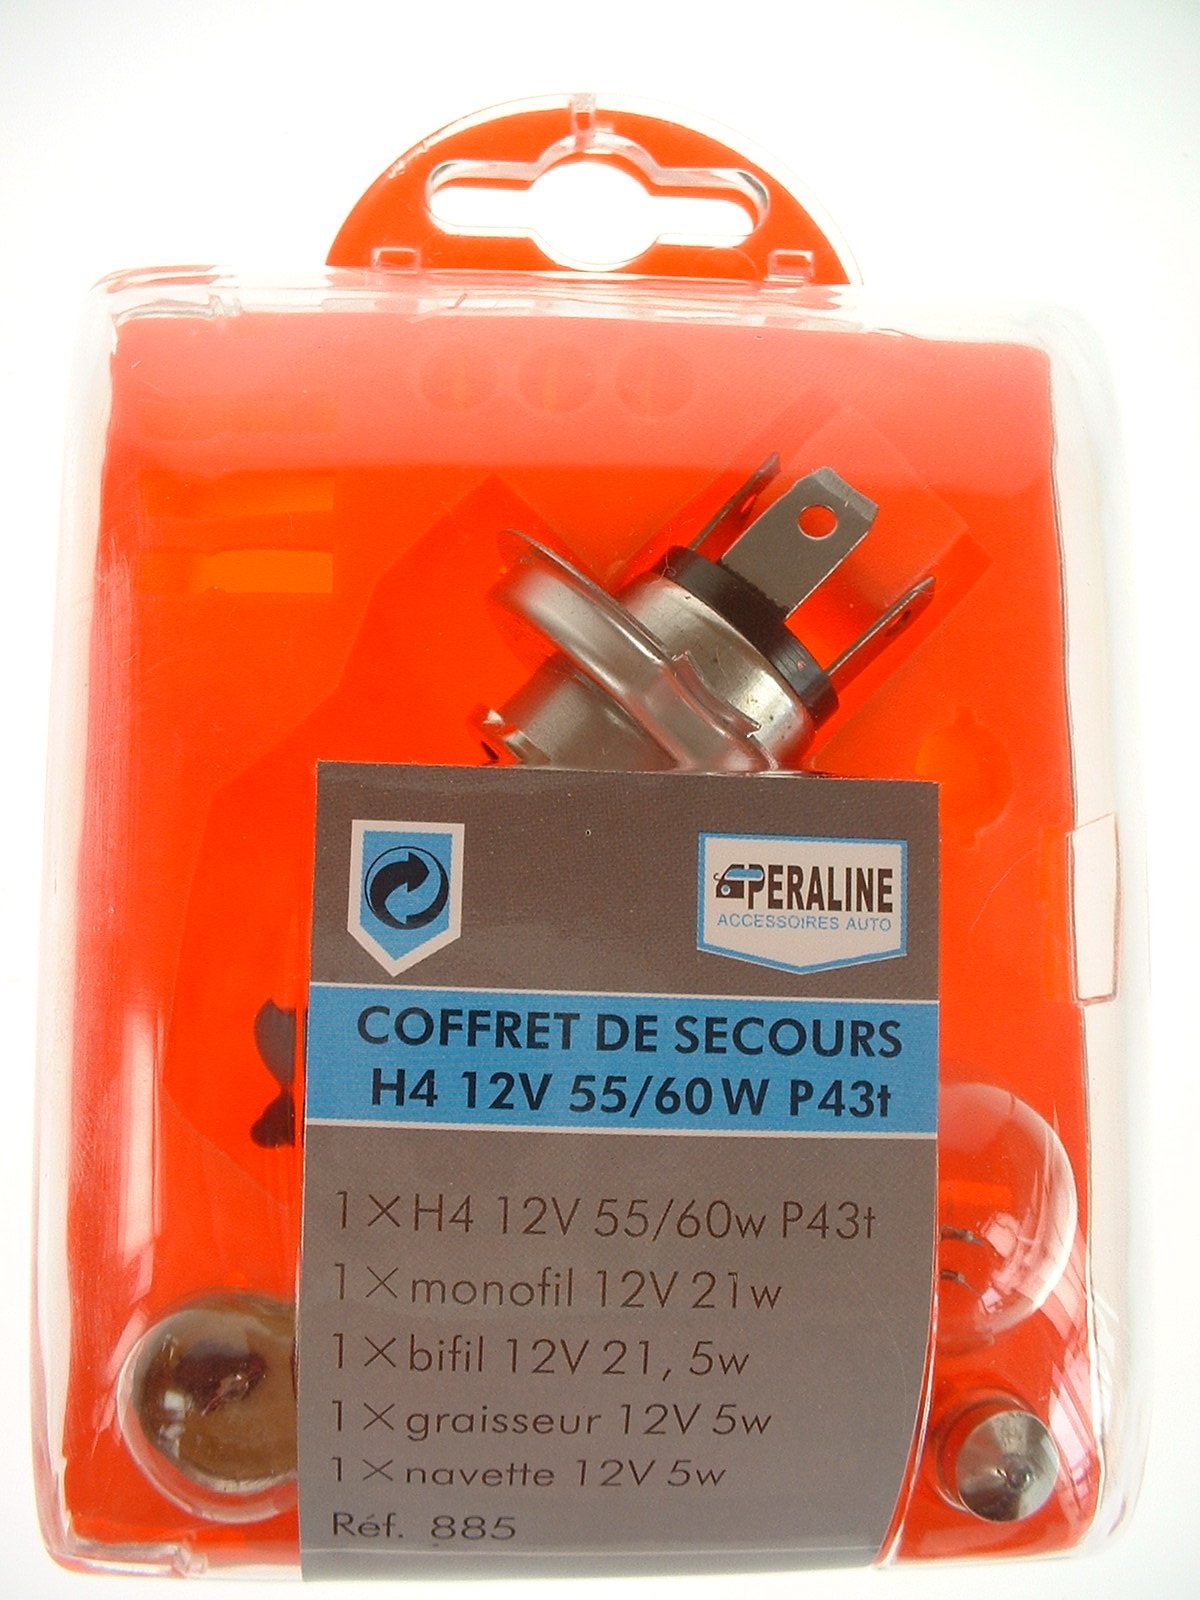 PERALINE
ACCESSOIRES AUTO
COFFRET DE SECOURS
H4 12V 55/60W P43t
1 X H4 12V 55/60w P43t
1 X monofil 12V 21w
1 X bifil 12V 21, 5w
1 X graisseur 12V 5w
1 X navette 12V 5w
Réf. 885